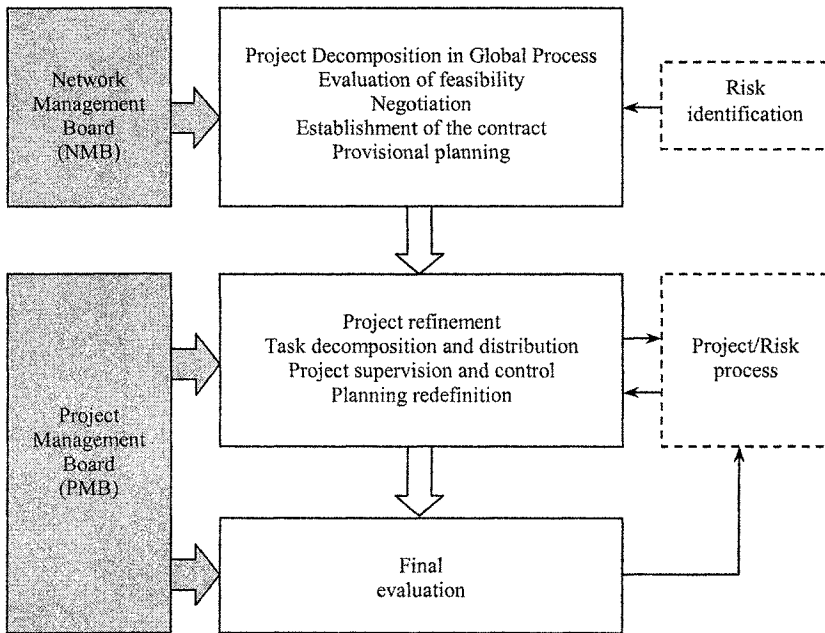 Network
Management
Board
(NMB)
Project Decomposition in Global Process
Evaluation of feasibility
Negotiation
Establishment of the contract
Provisional planning
Risk
identification
Project
Management
Board
(PMB)
Project refinement
Task decomposition and distribution
Project supervision and control
Planning redefinition
Project/Risk
process
Final
evaluation